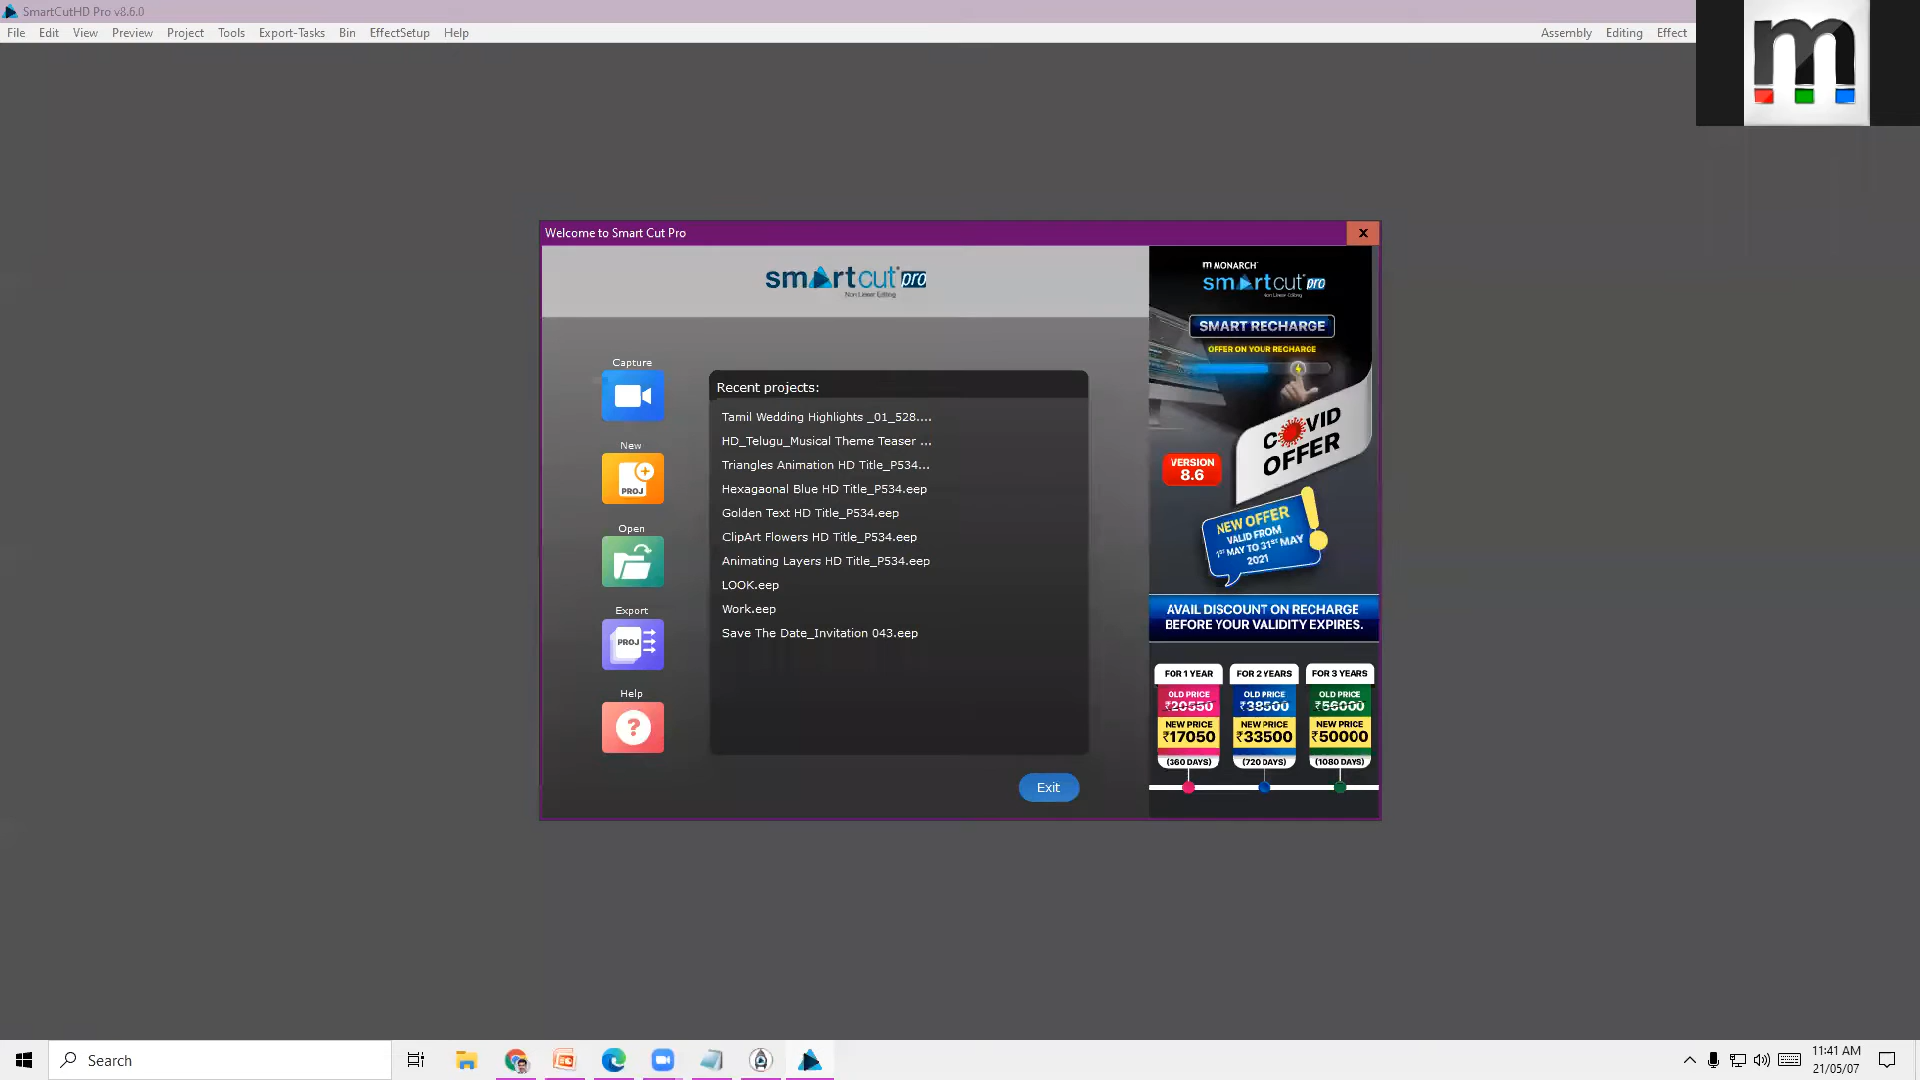 SmartCutHD Pro v8.6.0
File Edit View Preview Project Tools Export-Tasks Bin EffectSetup Help Assembly Editing Effect
m
Welcome to Smart Cut Pro
x
smartcut pro
Non Linear Editing
Capture
New
PROJ
Open
Export
PROJ
Help
?
Recent projects:
Tamil Wedding Highlights _01_528....
HD_Telugu_Musical Theme Teaser ...
Triangles Animation HD Title_P534...
Hexagaonal Blue HD Title_P534.eep
Golden Text HD Title_P534.eep
ClipArt Flowers HD Title_P534.eep
Animating Layers HD Title_P534.eep
LOOK.eep
Work.eep
Save The Date_Invitation 043.eep
Exit
m MONARCH
smartcut pro
Non Linear Editing
SMART RECHARGE
OFFER ON YOUR RECHARGE
COVID
OFFER
VERSION
8.6
NEW OFFER
VALID FROM
1ST MAY TO 31ST MAY
2021
AVAIL DISCOUNT ON RECHARGE
BEFORE YOUR VALIDITY EXPIRES.
FOR 1 YEAR FOR 2 YEARS FOR 3 YEARS
OLD PRICE OLD PRICE OLD PRICE
₹20550 ₹38500 ₹56000
NEW PRICE NEW PRICE NEW PRICE
₹17050 ₹33500 ₹50000
(360 DAYS) (720 DAYS) (1080 DAYS)
Search
11:41 AM
21/05/07